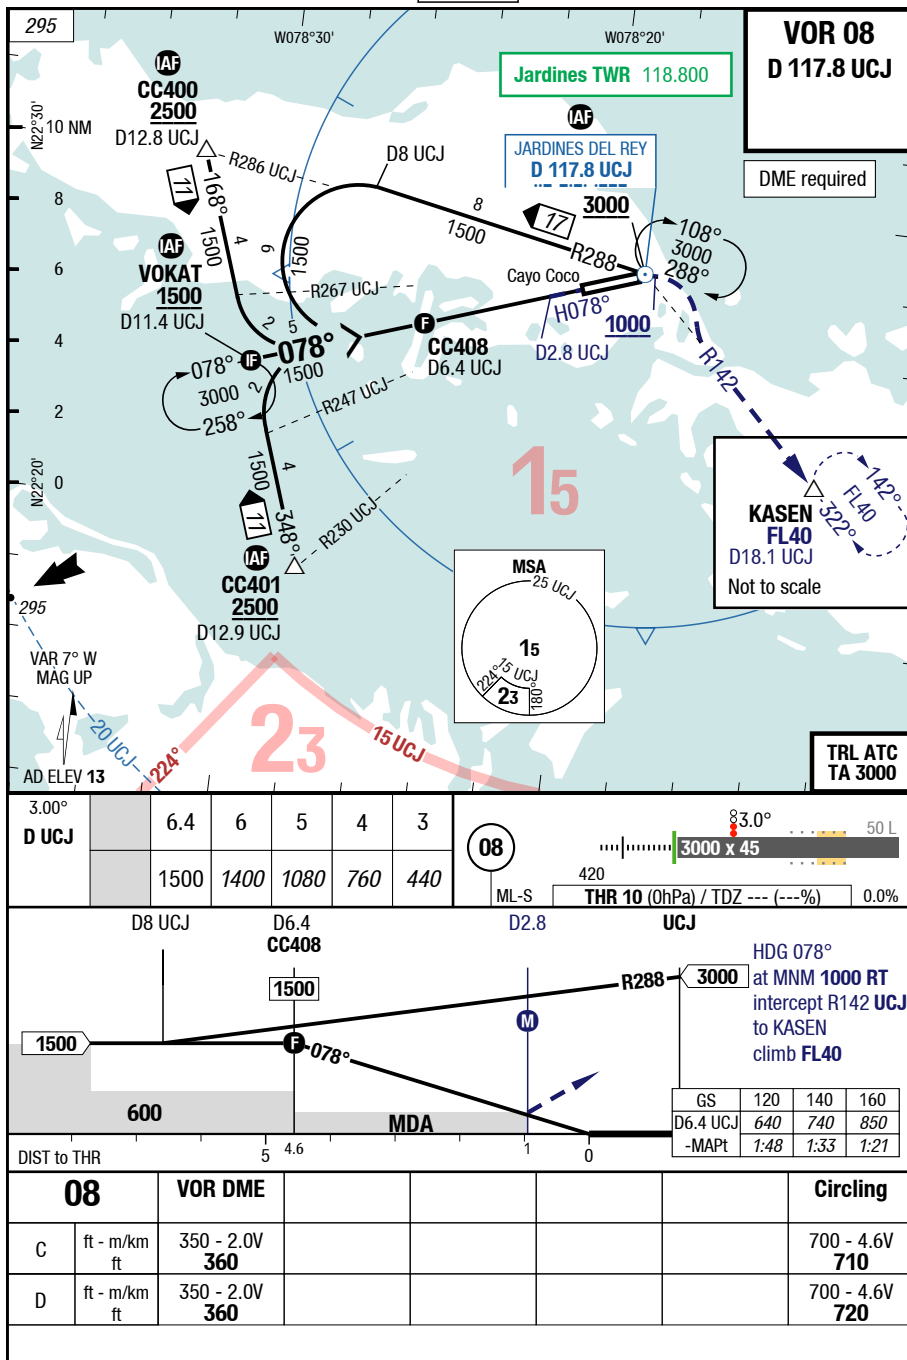 295
W078°30'
W078°20'
VOR 08
D 117.8 UCJ
Jardines TWR 118.800
DME required
N22°30'
10 NM
8
6
4
2
N22°20'
0
IAF
CC400
2500
D12.8 UCJ
R286 UCJ
D8 UCJ
IAF
JARDINES DEL REY
D 117.8 UCJ
3000
11
168°
1500
4
6
1500
8
1500
17
R288
108°
3000
288°
IAF
VOKAT
1500
D11.4 UCJ
R267 UCJ
Cayo Coco
H078°
1000
D2.8 UCJ
2
5
IF
078°
1500
F
CC408
D6.4 UCJ
R142
078°
3000
258°
2
R247 UCJ
1500
4
11
348°
R230 UCJ
15
IAF
CC401
2500
D12.9 UCJ
KASEN
FL40
D18.1 UCJ
Not to scale
142°
FL40
322°
MSA
25 UCJ
15
15 UCJ
224°
23
180°
295
VAR 7° W
MAG UP
20 UCJ
AD ELEV 13
224°
23
15 UCJ
TRL ATC
TA 3000
3.00°
D UCJ
6.4 6 5 4 3
1500 1400 1080 760 440
08
ML-S
420
3.0°
50 L
3000 x 45
THR 10 (0hPa) / TDZ --- (---%)
0.0%
D8 UCJ
D6.4
CC408
D2.8
UCJ
1500
R288
3000
HDG 078°
at MNM 1000 RT
intercept R142 UCJ
to KASEN
climb FL40
1500
F
078°
M
600
MDA
DIST to THR
5
4.6
1
0
GS 120 140 160
D6.4 UCJ 640 740 850
-MAPt 1:48 1:33 1:21
08 VOR DME Circling
C ft - m/km 350 - 2.0V 700 - 4.6V
ft 360 710
D ft - m/km 350 - 2.0V 700 - 4.6V
ft 360 720